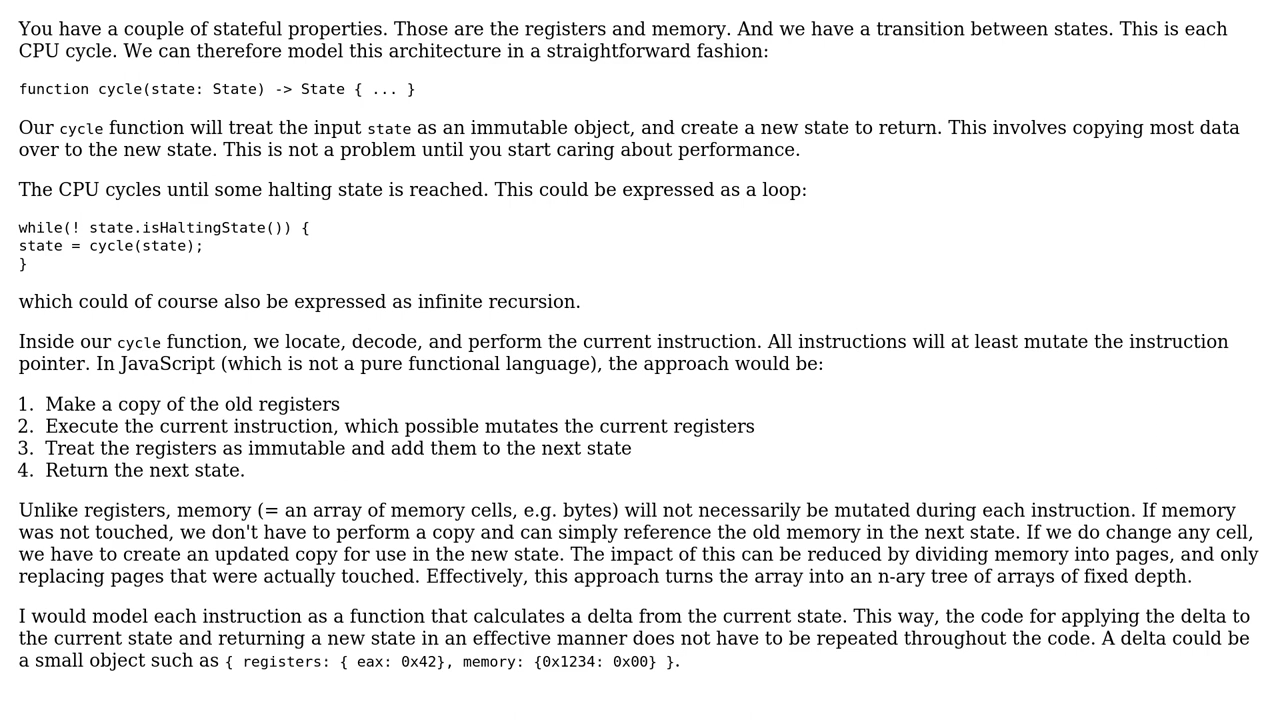 You have a couple of stateful properties. Those are the registers and memory. And we have a transition between states. This is each
CPU cycle. We can therefore model this architecture in a straightforward fashion:
function cycle(state: State) -> State { ... }
Our cycle function will treat the input state as an immutable object, and create a new state to return. This involves copying most data
over to the new state. This is not a problem until you start caring about performance.
The CPU cycles until some halting state is reached. This could be expressed as a loop:
while(! state.isHaltingState()) {
state = cycle(state);
}
which could of course also be expressed as infinite recursion.
Inside our cycle function, we locate, decode, and perform the current instruction. All instructions will at least mutate the instruction
pointer. In JavaScript (which is not a pure functional language), the approach would be:
1. Make a copy of the old registers
2. Execute the current instruction, which possible mutates the current registers
3. Treat the registers as immutable and add them to the next state
4. Return the next state.
Unlike registers, memory (= an array of memory cells, e.g. bytes) will not necessarily be mutated during each instruction. If memory
was not touched, we don't have to perform a copy and can simply reference the old memory in the next state. If we do change any cell,
we have to create an updated copy for use in the new state. The impact of this can be reduced by dividing memory into pages, and only
replacing pages that were actually touched. Effectively, this approach turns the array into an n-ary tree of arrays of fixed depth.
I would model each instruction as a function that calculates a delta from the current state. This way, the code for applying the delta to
the current state and returning a new state in an effective manner does not have to be repeated throughout the code. A delta could be
a small object such as { registers: { eax: 0x42}, memory: {0x1234: 0x00} }.